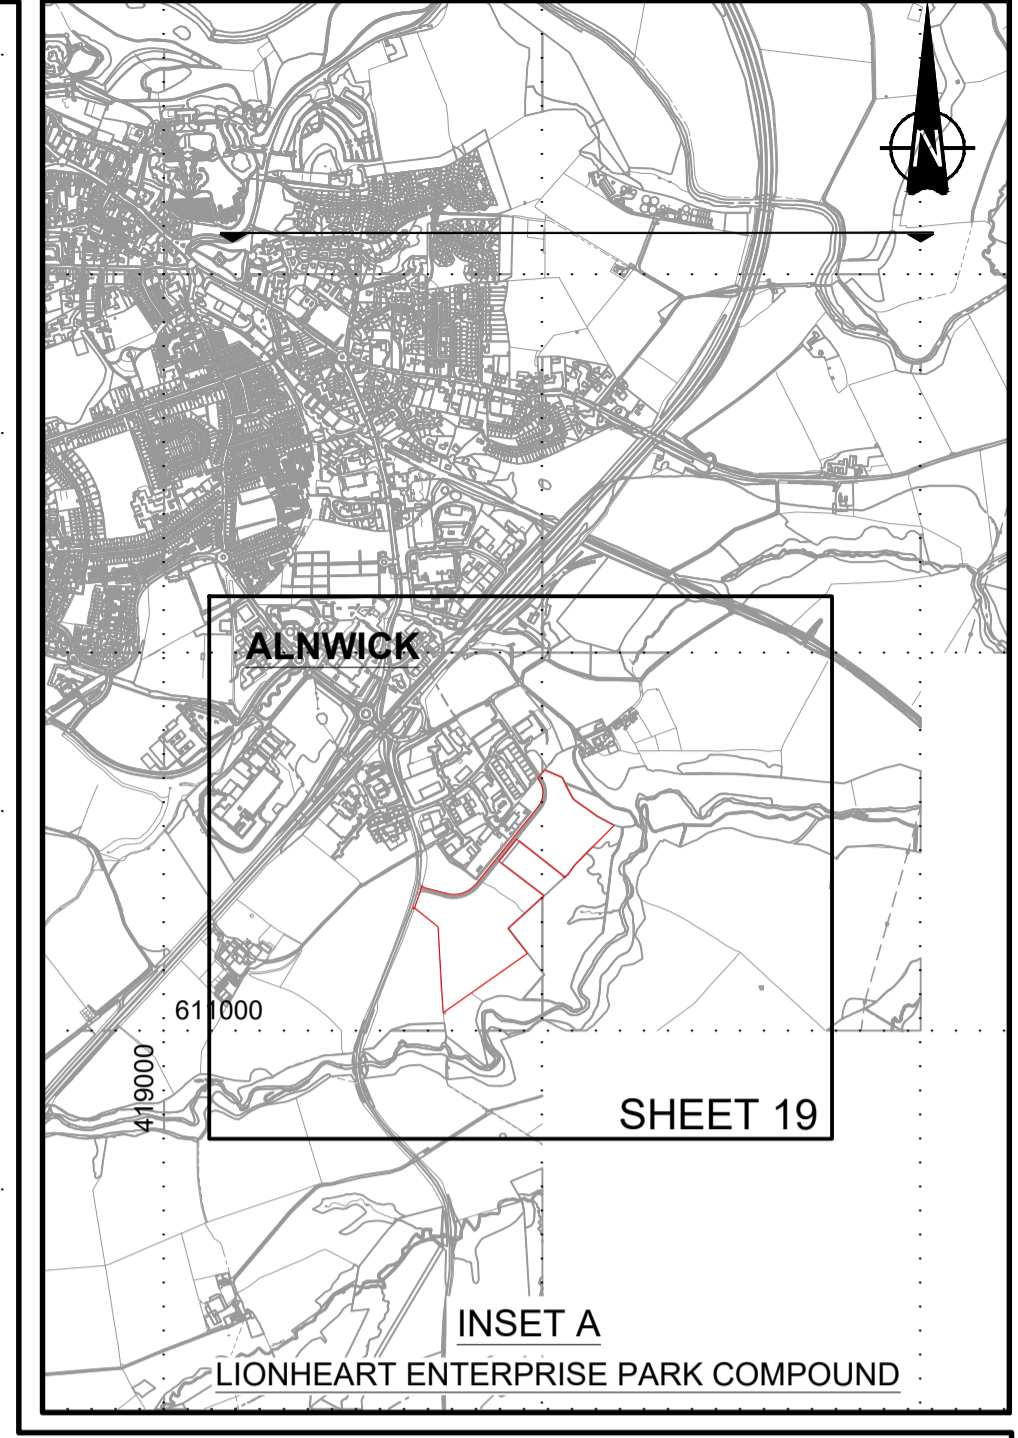 N
ALNWICK
611000
419000
SHEET 19
INSET A
LIONHEART ENTERPRISE PARK COMPOUND